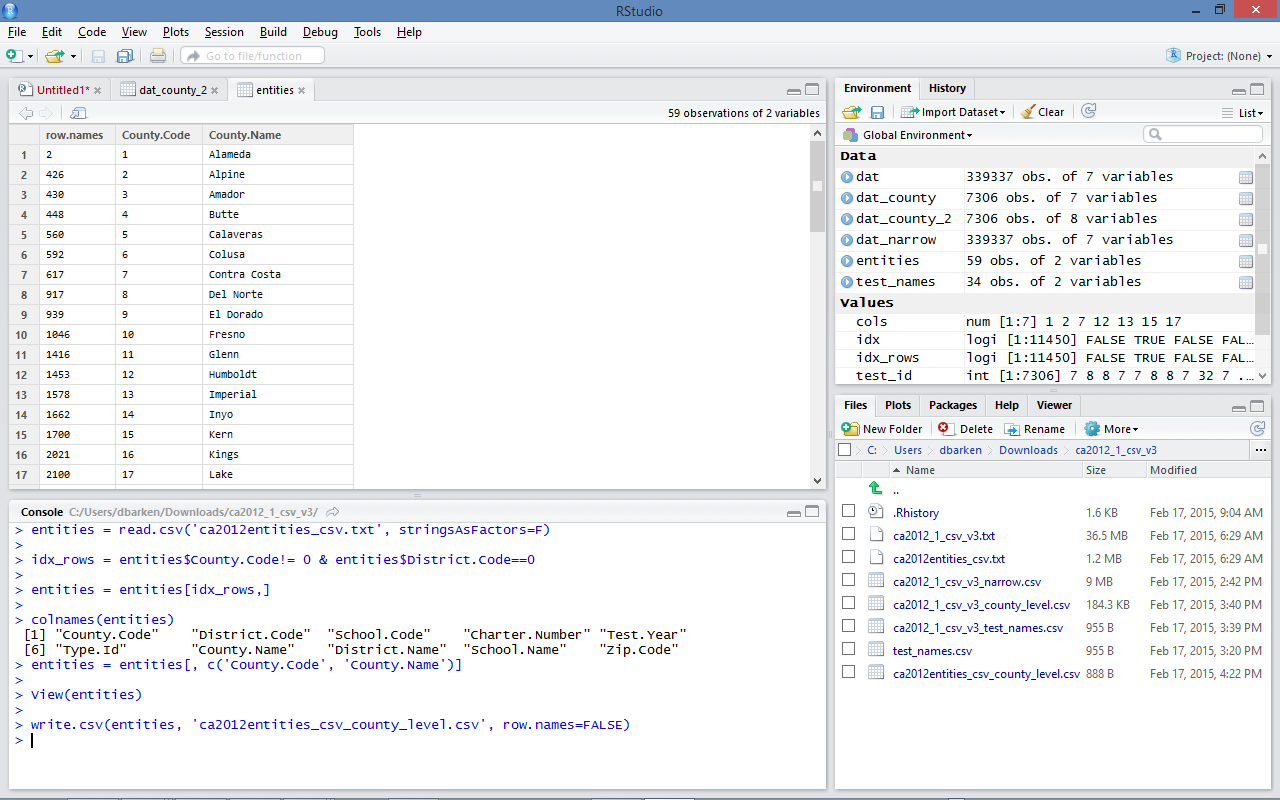 RStudio
File Edit Code View Plots Session Build Debug Tools Help
Go to file/function
Project: (None)
Untitled1* dat_county_2 entities
59 observations of 2 variables
row.names County.Code County.Name
1 2 1 Alameda
2 426 2 Alpine
3 430 3 Amador
4 448 4 Butte
5 560 5 Calaveras
6 592 6 Colusa
7 617 7 Contra Costa
8 917 8 Del Norte
9 939 9 El Dorado
10 1046 10 Fresno
11 1416 11 Glenn
12 1453 12 Humboldt
13 1578 13 Imperial
14 1662 14 Inyo
15 1700 15 Kern
16 2021 16 Kings
17 2100 17 Lake
Console C:/Users/dbarken/Downloads/ca2012_1_csv_v3/
> entities = read.csv('ca2012entities_csv.txt', stringsAsFactors=F)
>
> idx_rows = entities$County.Code!= 0 & entities$District.Code==0
>
> entities = entities[idx_rows,]
>
> colnames(entities)
[1] "County.Code" "District.Code" "School.Code" "Charter.Number" "Test.Year"
[6] "Type.Id" "County.Name" "District.Name" "School.Name" "Zip.Code"
> entities = entities[, c('County.Code', 'County.Name')]
>
> View(entities)
>
> write.csv(entities, 'ca2012entities_csv_county_level.csv', row.names=FALSE)
>
Environment History
Import Dataset Clear List
Global Environment
Data
dat 339337 obs. of 7 variables
dat_county 7306 obs. of 7 variables
dat_county_2 7306 obs. of 8 variables
dat_narrow 339337 obs. of 7 variables
entities 59 obs. of 2 variables
test_names 34 obs. of 2 variables
Values
cols num [1:7] 1 2 7 12 13 15 17
idx logi [1:11450] FALSE TRUE FALSE FAL…
idx_rows logi [1:11450] FALSE TRUE FALSE FAL…
test_id int [1:7306] 7 8 8 7 7 8 8 7 32 7 ...
Files Plots Packages Help Viewer
New Folder Delete Rename More
C: Users dbarken Downloads ca2012_1_csv_v3 ...
Name Size Modified
..
.Rhistory 1.6 KB Feb 17, 2015, 9:04 AM
ca2012_1_csv_v3.txt 36.5 MB Feb 17, 2015, 6:29 AM
ca2012entities_csv.txt 1.2 MB Feb 17, 2015, 6:29 AM
ca2012_1_csv_v3_narrow.csv 9 MB Feb 17, 2015, 2:42 PM
ca2012_1_csv_v3_county_level.csv 184.3 KB Feb 17, 2015, 3:40 PM
ca2012_1_csv_v3_test_names.csv 955 B Feb 17, 2015, 3:39 PM
test_names.csv 955 B Feb 17, 2015, 3:20 PM
ca2012entities_csv_county_level.csv 888 B Feb 17, 2015, 4:22 PM